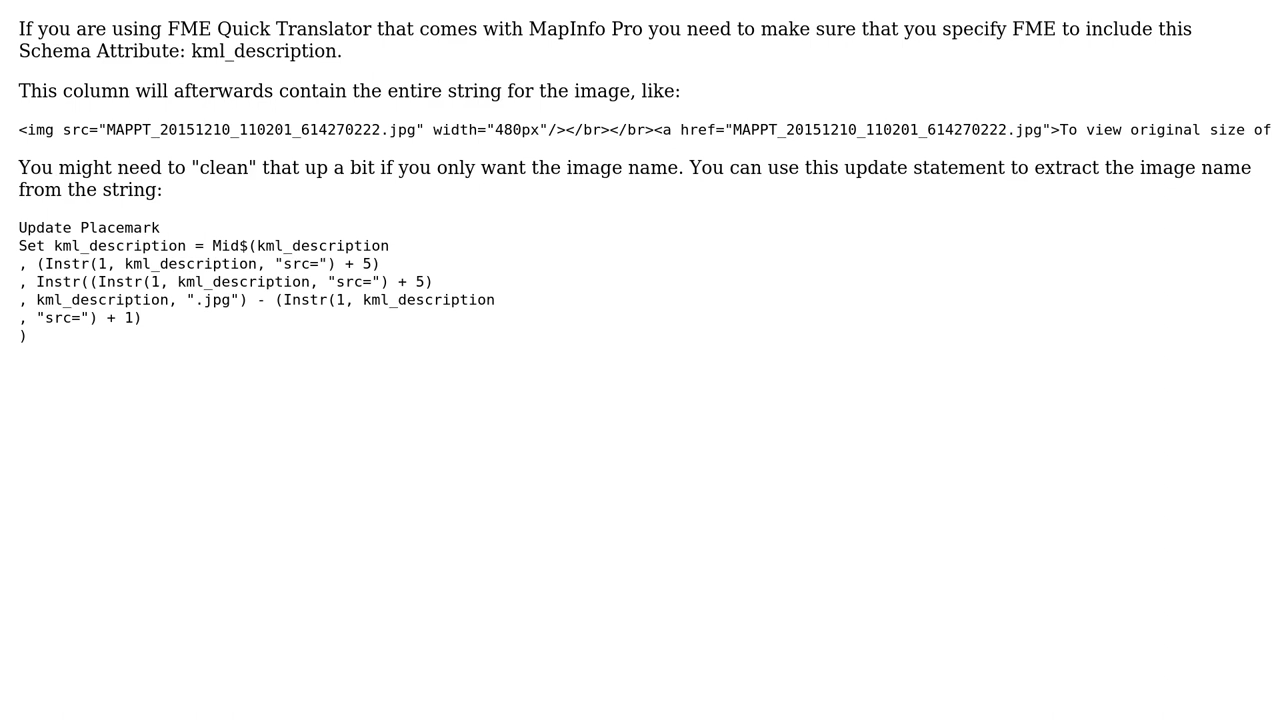 If you are using FME Quick Translator that comes with MapInfo Pro you need to make sure that you specify FME to include this
Schema Attribute: kml_description.
This column will afterwards contain the entire string for the image, like:
<img src="MAPPT_20151210_110201_614270222.jpg" width="480px"/></br></br><a href="MAPPT_20151210_110201_614270222.jpg">To view original size of
You might need to "clean" that up a bit if you only want the image name. You can use this update statement to extract the image name
from the string:
Update Placemark
Set kml_description = Mid$(kml_description
, (Instr(1, kml_description, "src=") + 5)
, Instr((Instr(1, kml_description, "src=") + 5)
, kml_description, ".jpg") - (Instr(1, kml_description
, "src=") + 1)
)